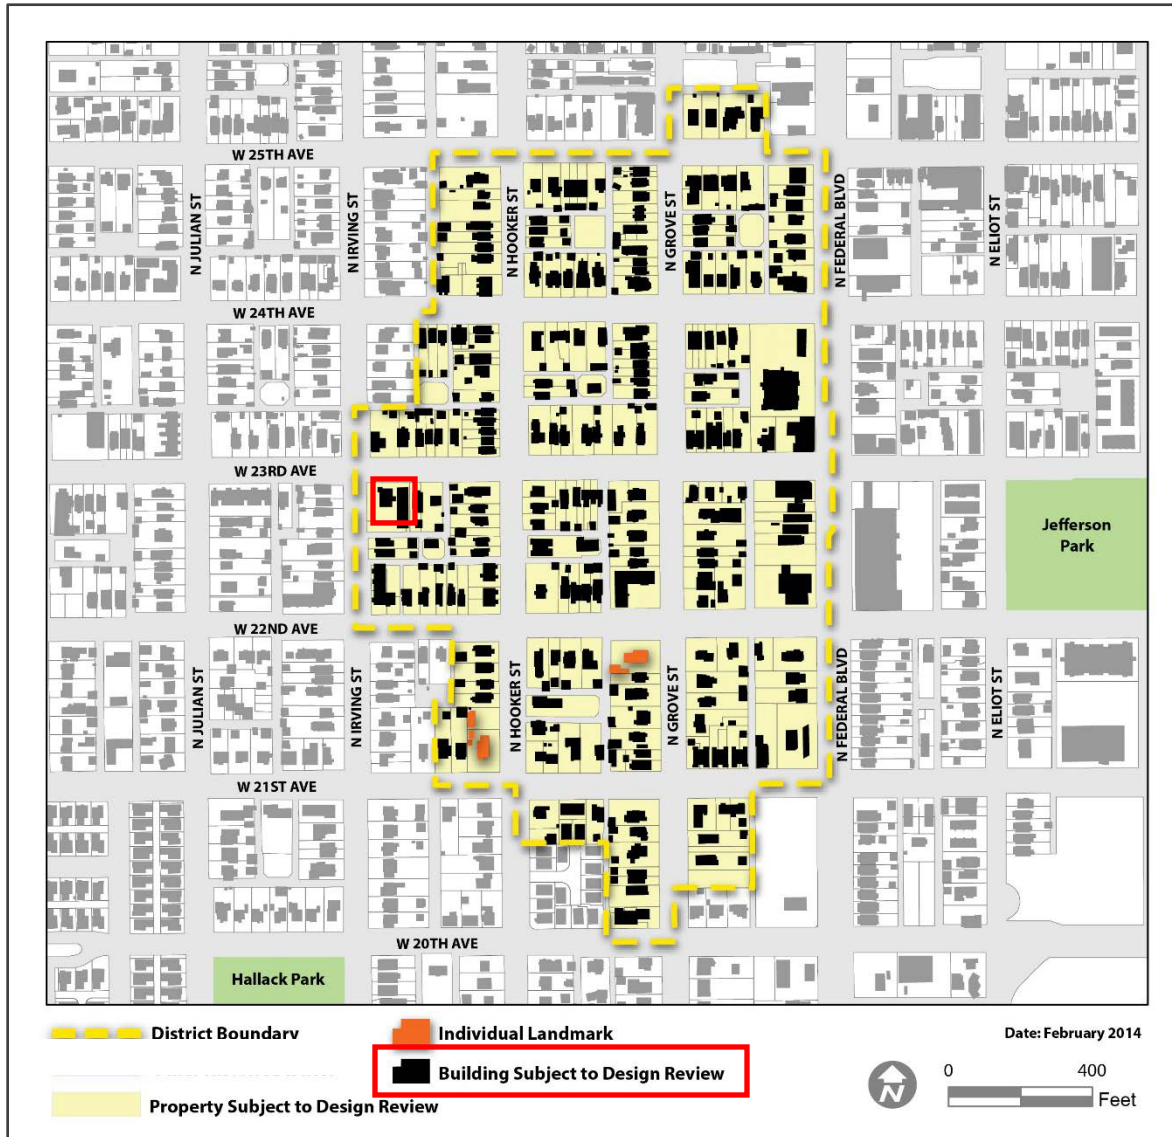 W 25TH AV
N JULIAN ST
N IRVING ST
N HOOKER ST
N GROVE ST
N FEDERAL BLVD
N ELIOT ST
W 24TH AVE
W 23RD AVE
Jefferson
Park
W 22ND AVE
N JULIAN ST
N IRVING ST
N HOOKER ST
N GROVE ST
N FEDERAL BLVD
N ELIOT ST
W 21ST AVE
W 20TH AVE
Hallack Park
District Boundary
Individual Landmark
Date: February 2014
Building Subject to Design Review
Property Subject to Design Review
N
0 400
Feet